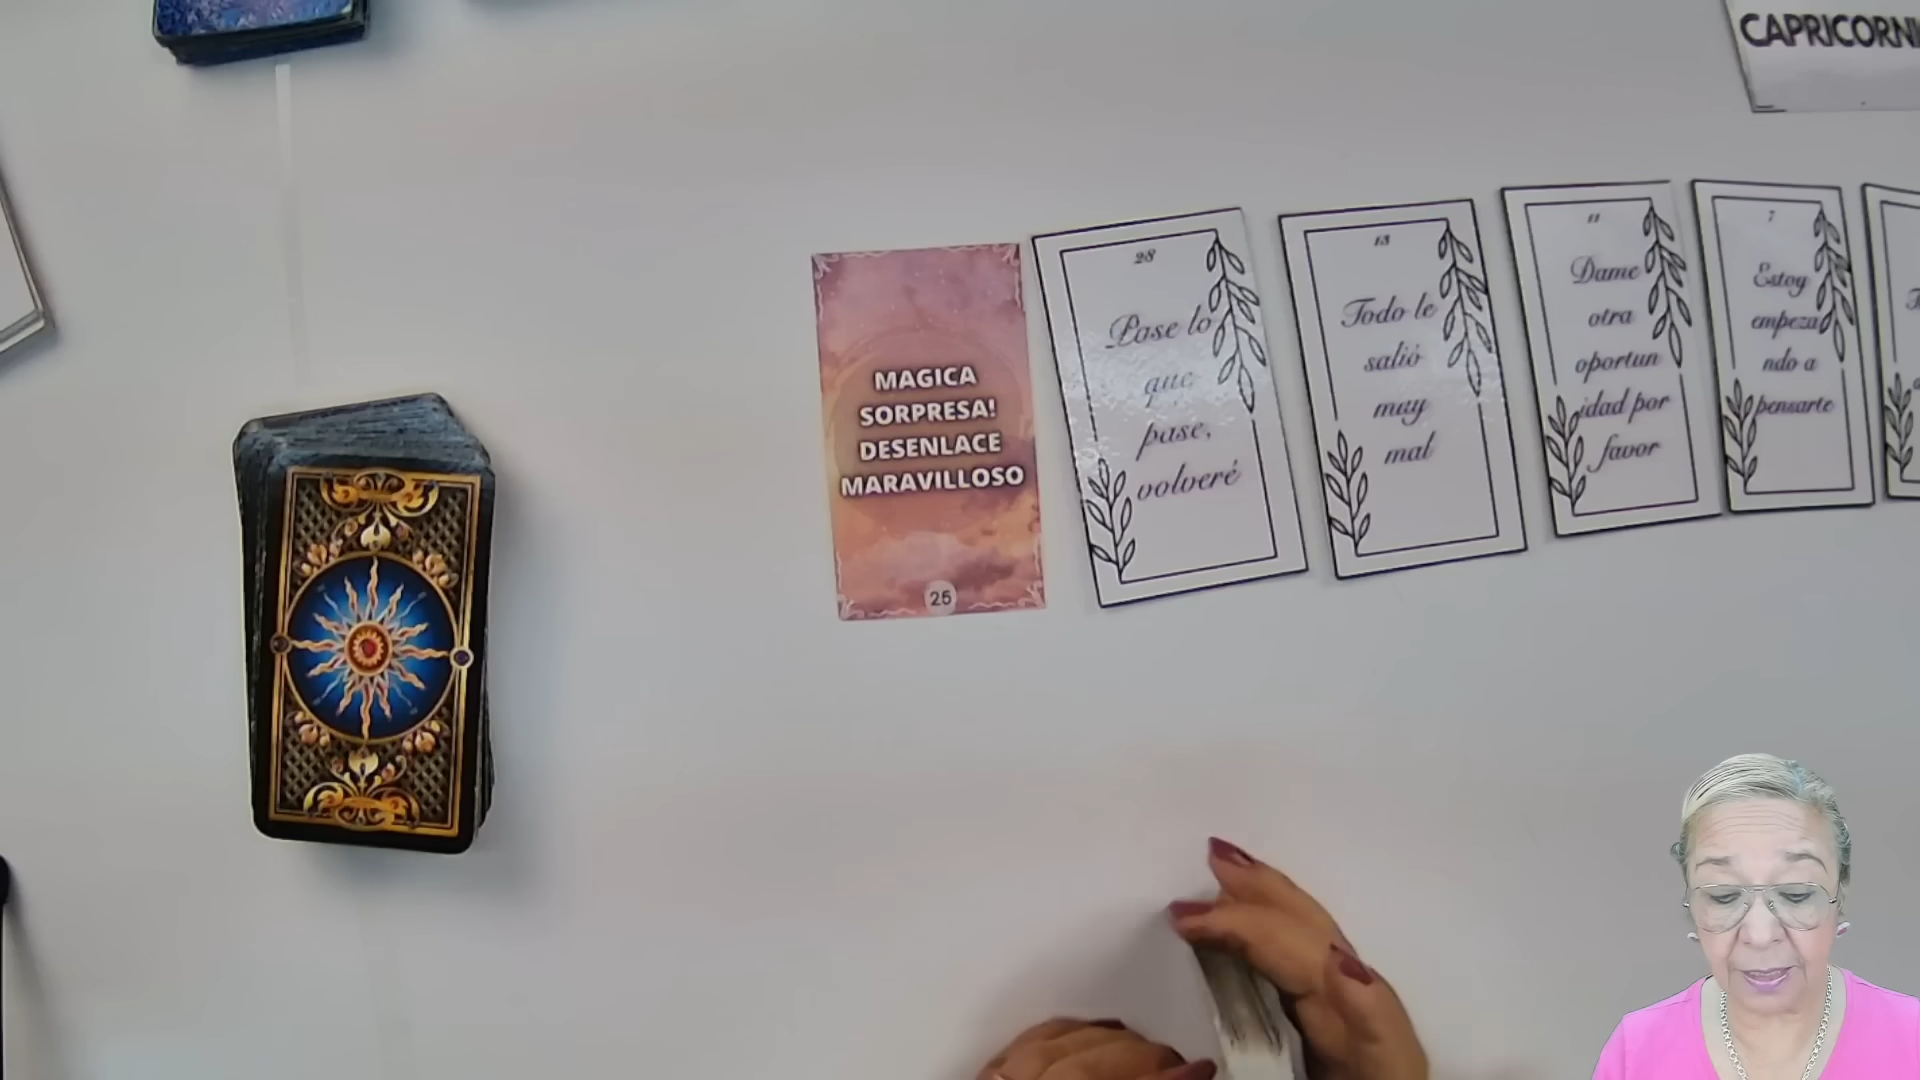 CAPRICORNI
MAGICA
SORPRESA!
DESENLACE
MARAVILLOSO
25
28
Pase lo
que
pase,
volveré
13
Todo le
salió
muy
mal
11
Dame
otra
oportun
idad por
favor
7
Estoy
empeza
ndo a
pensarte